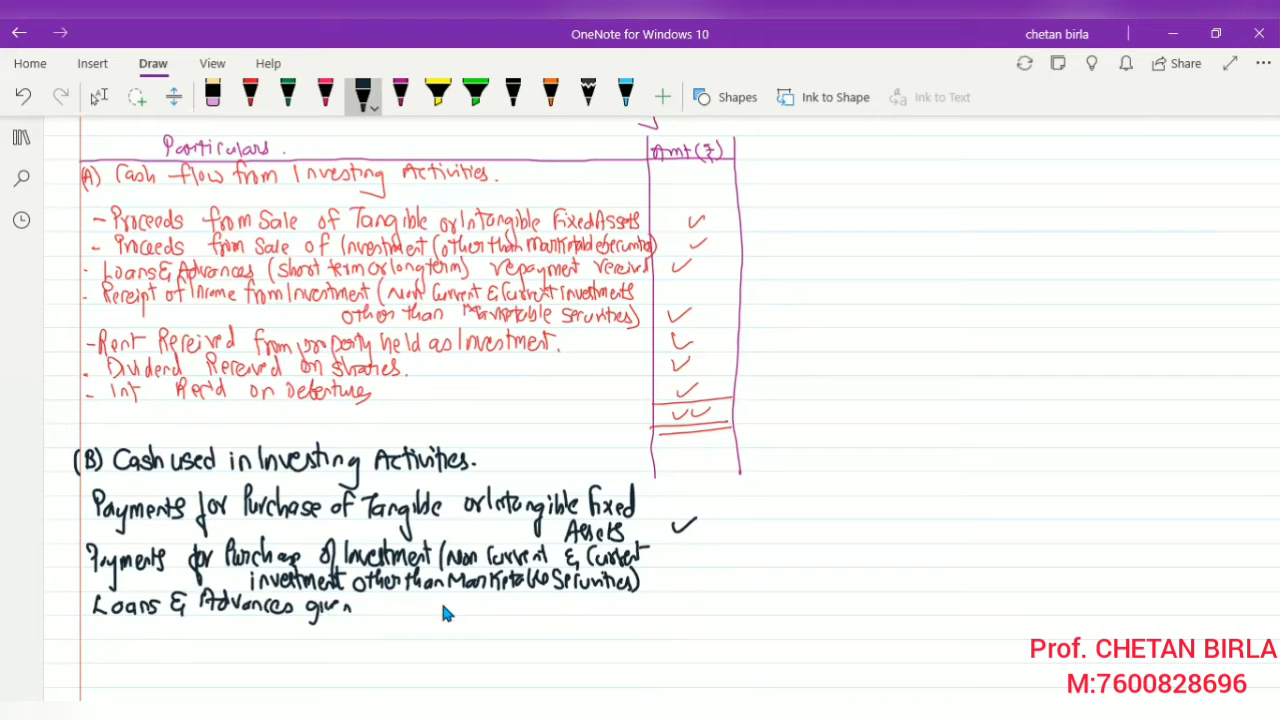 OneNote for Windows 10
chetan birla
Home Insert Draw View Help
Share
Shapes
Ink to Shape
Ink to Text
Particulars.
Amt (₹)
(A) Cash flow from Investing Activities.
- Proceeds from Sale of Tangible or Intangible Fixed Assets
- Proceeds from Sale of Investment (other than Marketable Securities)
- Loans & Advances (short term or long term) repayment received
- Receipt of Income from Investment (Non Current & Current Investments
other than Marketable Securities)
- Rent Received from property held as Investment.
- Dividend Received on Shares.
- Int Rec'd on Debentures
(B) Cash used in Investing Activities.
Payments for Purchase of Tangible or Intangible Fixed
Assets
Payments for Purchase of Investment (Non Current & Current
investment other than Marketable Securities)
Loans & Advances given
Prof. CHETAN BIRLA
M:7600828696